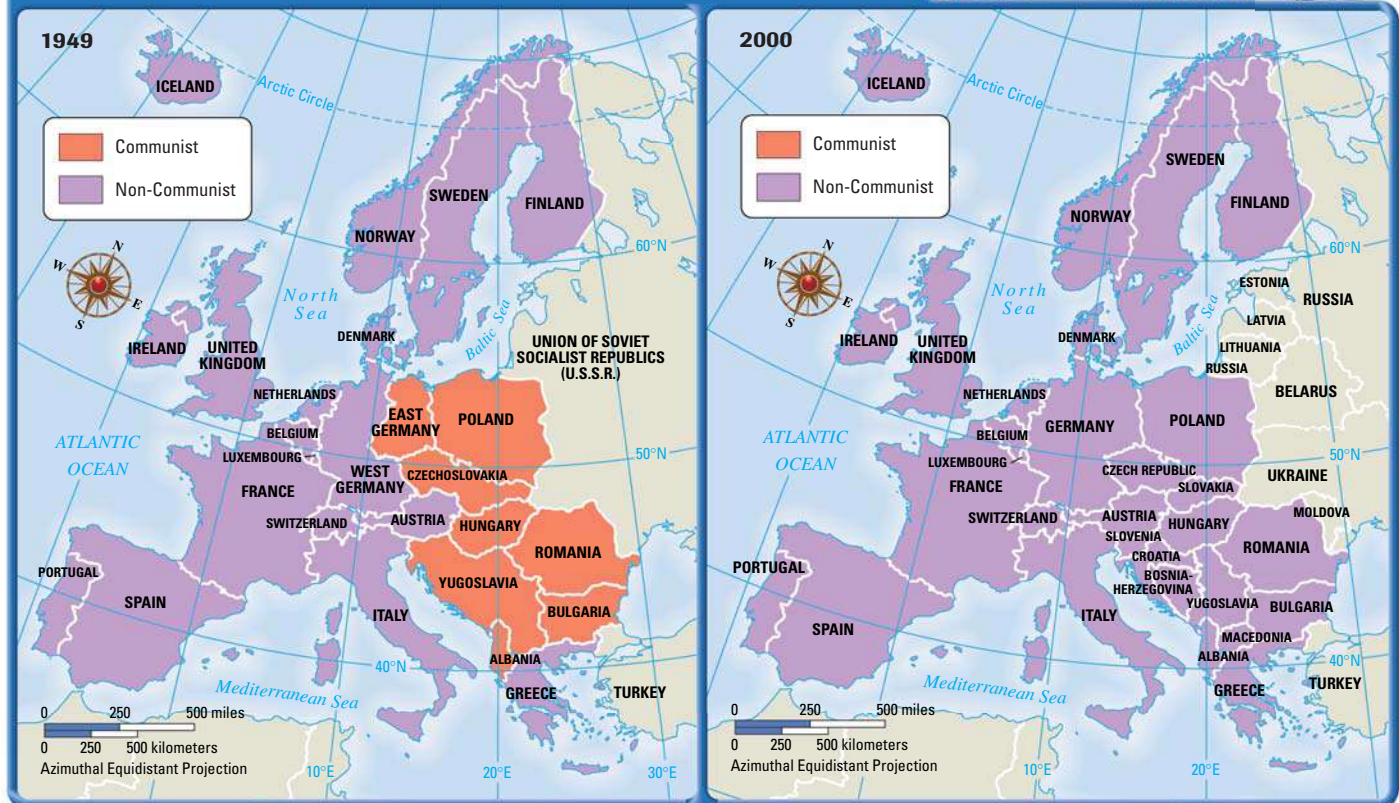 1949
ICELAND
Arctic Circle
Communist
Non-Communist
SWEDEN
FINLAND
NORWAY
60°N
N
W
E
S
North
Sea
Baltic Sea
DENMARK
UNION OF SOVIET
SOCIALIST REPUBLICS
(U.S.S.R.)
IRELAND
UNITED
KINGDOM
NETHERLANDS
EAST
GERMANY
POLAND
BELGIUM
ATLANTIC
OCEAN
LUXEMBOURG
50°N
WEST
GERMANY
CZECHOSLOVAKIA
FRANCE
SWITZERLAND
AUSTRIA
HUNGARY
ROMANIA
PORTUGAL
SPAIN
YUGOSLAVIA
ITALY
BULGARIA
ALBANIA
40°N
GREECE
TURKEY
Mediterranean Sea
0 250 500 miles
0 250 500 kilometers
Azimuthal Equidistant Projection
10°E
20°E
30°E
2000
ICELAND
Arctic Circle
Communist
Non-Communist
SWEDEN
FINLAND
NORWAY
60°N
N
W
E
S
North
Sea
Baltic Sea
ESTONIA
RUSSIA
LATVIA
LITHUANIA
RUSSIA
BELARUS
DENMARK
IRELAND
UNITED
KINGDOM
NETHERLANDS
GERMANY
POLAND
BELGIUM
ATLANTIC
OCEAN
LUXEMBOURG
50°N
CZECH REPUBLIC
UKRAINE
SLOVAKIA
FRANCE
SWITZERLAND
AUSTRIA
HUNGARY
MOLDOVA
SLOVENIA
ROMANIA
CROATIA
PORTUGAL
BOSNIA-
HERZEGOVINA
YUGOSLAVIA
BULGARIA
SPAIN
ITALY
MACEDONIA
ALBANIA
40°N
GREECE
TURKEY
Mediterranean Sea
0 250 500 miles
0 250 500 kilometers
Azimuthal Equidistant Projection
10°E
20°E